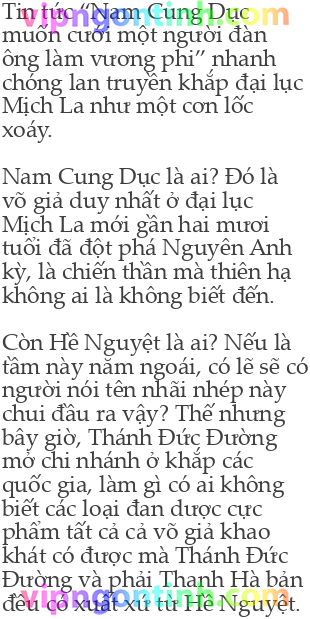 Tin tức “Nam Cung Dục
muốn cưới một người đàn
ông làm vương phi” nhanh
chóng lan truyền khắp đại lục
Mịch La như một cơn lốc
xoáy.
Nam Cung Dục là ai? Đó là
võ giả duy nhất ở đại lục
Mịch La mới gần hai mươi
tuổi đã đột phá Nguyên Anh
kỳ, là chiến thần mà thiên hạ
không ai là không biết đến.
Còn Hề Nguyệt là ai? Nếu là
tầm này năm ngoái, có lẽ sẽ có
người nói tên nhãi nhép này
chui đầu ra vậy? Thế nhưng
bây giờ, Thánh Đức Đường
mở chi nhánh ở khắp các
quốc gia, làm gì có ai không
biết các loại đan dược cực
phẩm tất cả cả võ giả khao
khát có được mà Thánh Đức
Đường và phái Thanh Hà bán
đều có xuất xứ từ Hề Nguyệt.
vipngontinh.com
vipngontinh.com